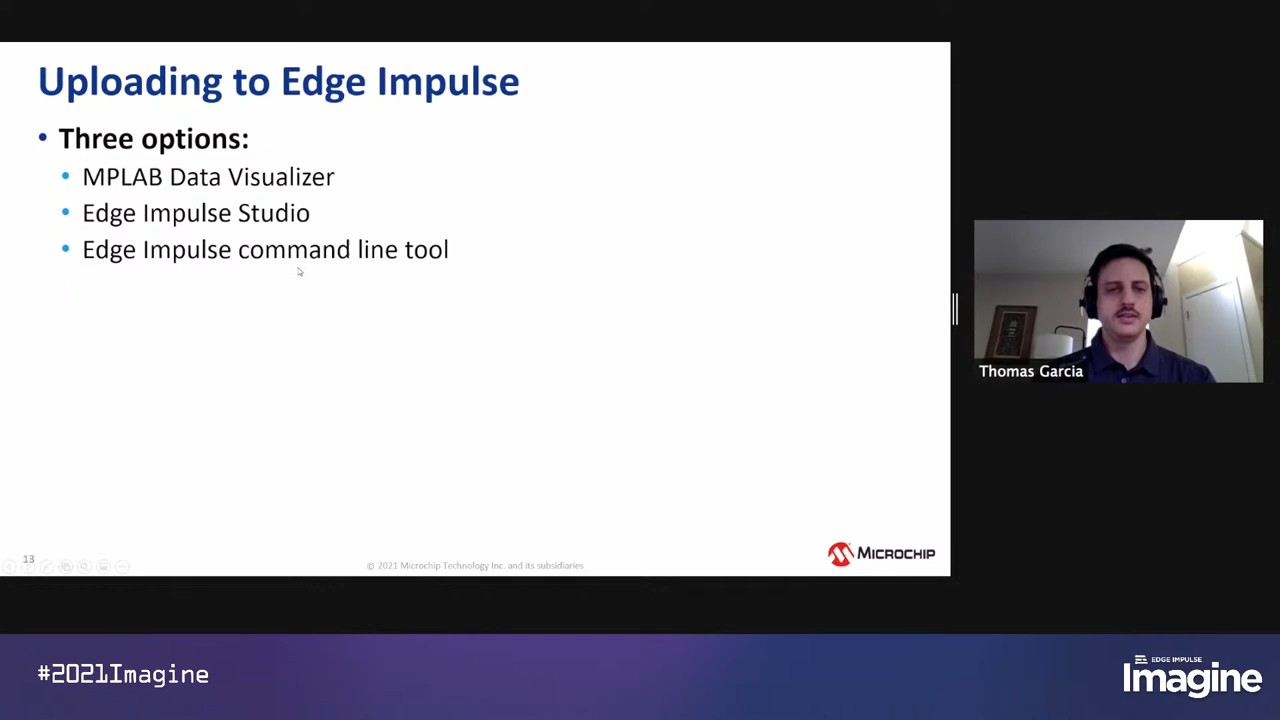 Uploading to Edge Impulse
• Three options:
• MPLAB Data Visualizer
• Edge Impulse Studio
• Edge Impulse command line tool
Thomas Garcia
13
© 2021 Microchip Technology Inc. and its subsidiaries
MICROCHIP
#2021Imagine
EDGE IMPULSE
Imagine